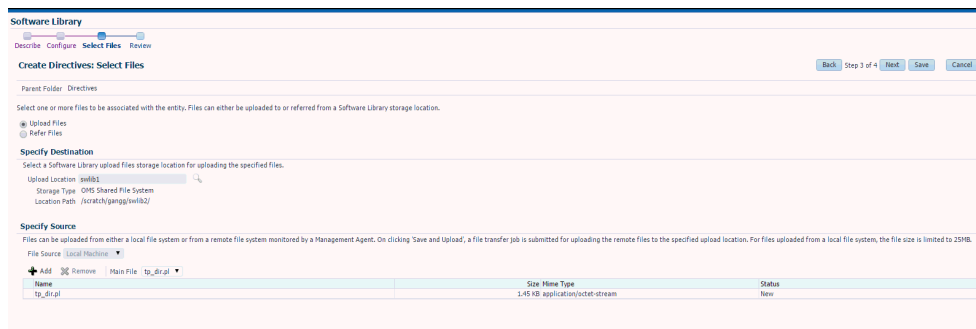 Software Library
Describe Configure Select Files Review
Create Directives: Select Files
Back Step 3 of 4 Next Save Cancel
Parent Folder Directives
Select one or more files to be associated with the entity. Files can either be uploaded to or referred from a Software Library storage location.
Upload Files
Refer Files
Specify Destination
Select a Software Library upload files storage location for uploading the specified files.
Upload Location swlib1
Storage Type OMS Shared File System
Location Path /scratch/gangg/swlib2/
Specify Source
Files can be uploaded from either a local file system or from a remote file system monitored by a Management Agent. On clicking 'Save and Upload', a file transfer job is submitted for uploading the remote files to the specified upload location. For files uploaded from a local file system, the file size is limited to 25MB.
File Source Local Machine
Add Remove Main File tp_dir.pl
Name Size Mime Type Status
tp_dir.pl 1.45 KB application/octet-stream New